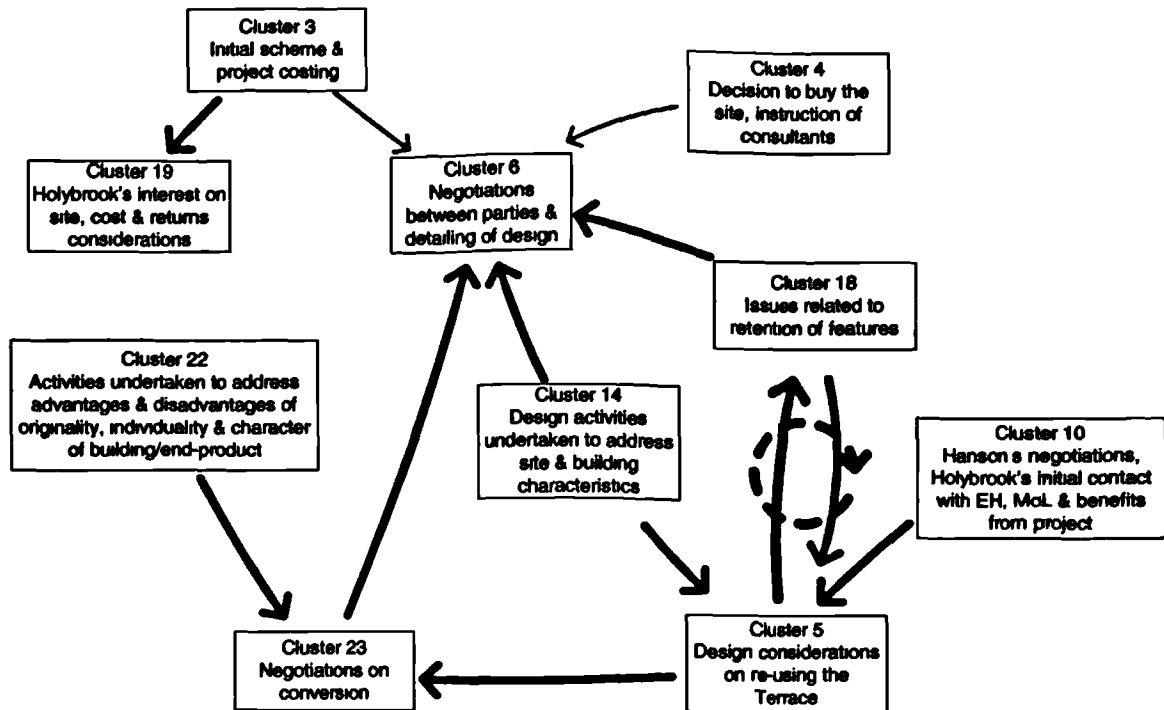 Cluster 3
Initial scheme &
project costing
Cluster 4
Decision to buy the
site, instruction of
consultants
Cluster 19
Holybrook's interest on
site, cost & returns
considerations
Cluster 6
Negotiations
between parties &
detailing of design
Cluster 18
Issues related to
retention of features
Cluster 22
Activities undertaken to address
advantages & disadvantages of
originality, individuality & character
of building/end-product
Cluster 14
Design activities
undertaken to address
site & building
characteristics
Cluster 10
Hanson s negotiations,
Holybrook's initial contact
with EH, MoL & benefits
from project
Cluster 23
Negotiations on
conversion
Cluster 5
Design considerations
on re-using the
Terrace